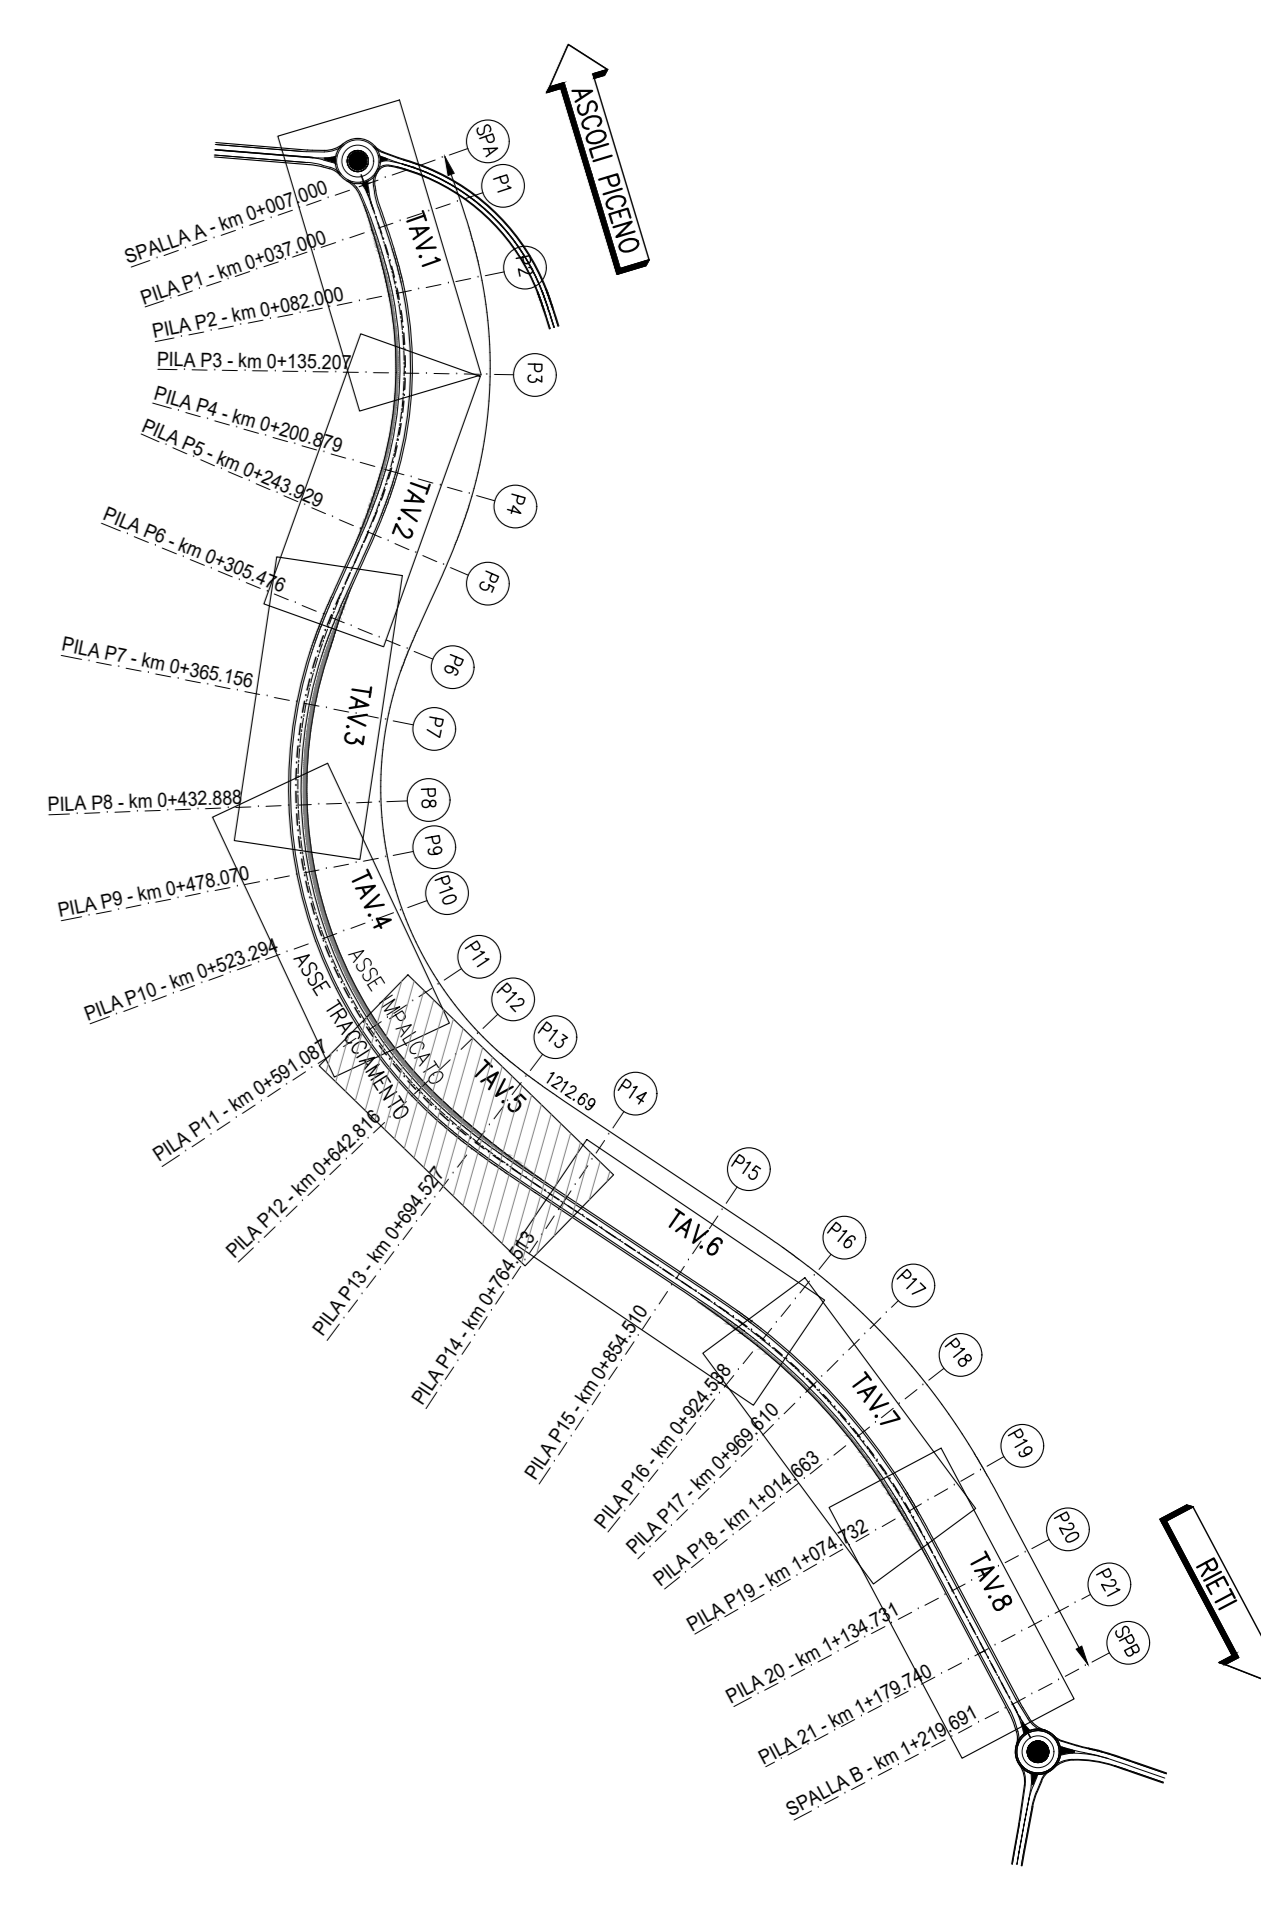 ASCOLI PICENO
SPA
P1
P2
P3
P4
P5
P6
P7
P8
P9
P10
P11
P12
P13
P14
P15
P16
P17
P18
P19
P20
P21
SPB
SPALLA A - km 0+007.000
PILA P1 - km 0+037.000
PILA P2 - km 0+082.000
PILA P3 - km 0+135.207
PILA P4 - km 0+200.879
PILA P5 - km 0+243.929
PILA P6 - km 0+305.476
PILA P7 - km 0+365.156
PILA P8 - km 0+432.888
PILA P9 - km 0+478.070
PILA P10 - km 0+523.294
PILA P11 - km 0+591.087
PILA P12 - km 0+642.816
PILA P13 - km 0+694.527
PILA P14 - km 0+764.513
PILA P15 - km 0+854.510
PILA P16 - km 0+924.538
PILA P17 - km 0+969.610
PILA P18 - km 1+014.663
PILA P19 - km 1+074.732
PILA 20 - km 1+134.731
PILA 21 - km 1+179.740
SPALLA B - km 1+219.691
TAV.1
TAV.2
TAV.3
TAV.4
ASSE IMPALCATO
ASSE TRACCIAMENTO
TAV.5
1212.69
TAV.6
TAV.7
TAV.8
RIETI